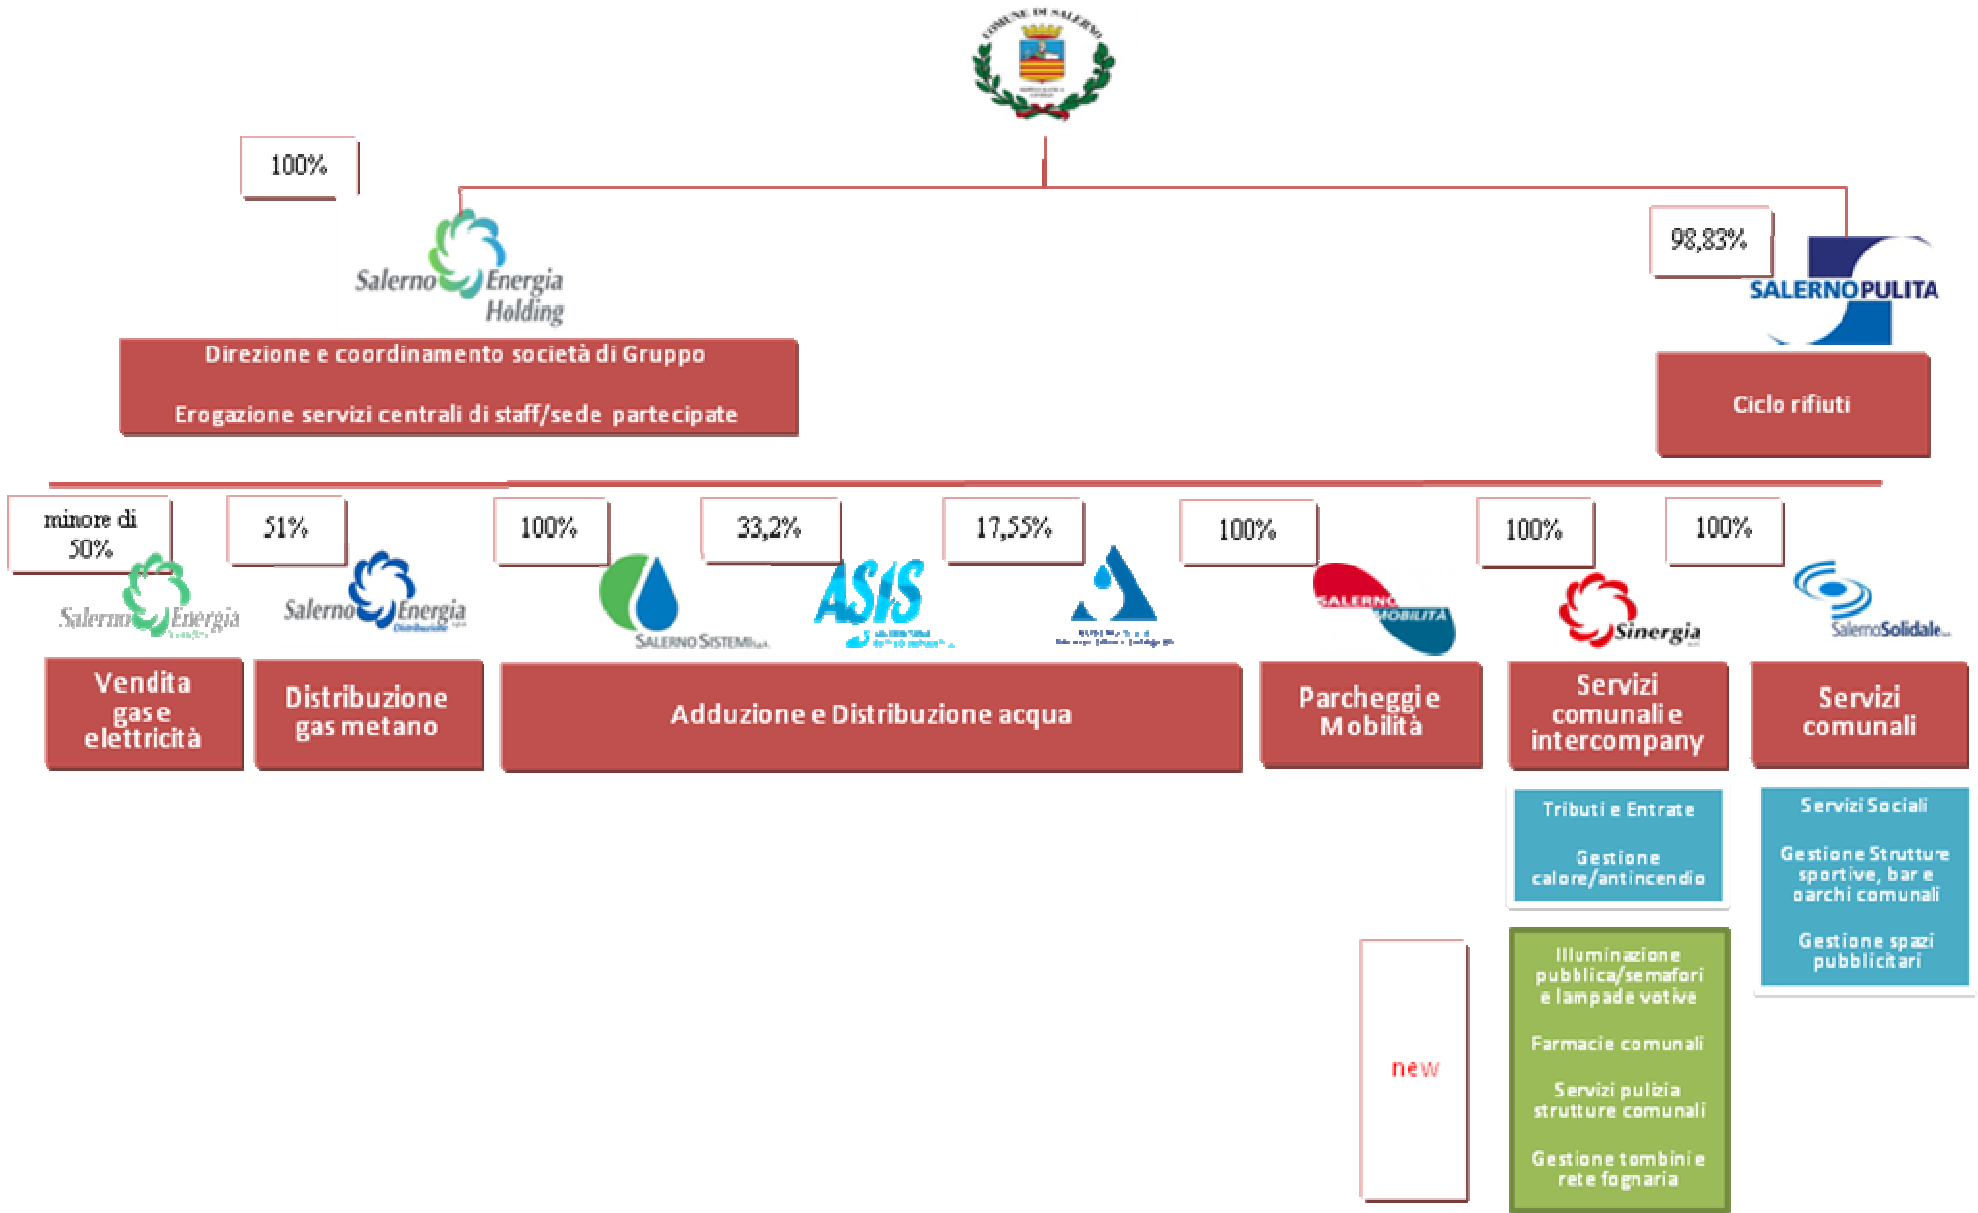 COMUNE DI SALERNO
100%
98,83%
Salerno Energia
Holding
SALERNOPULITA
Direzione e coordinamento società di Gruppo
Erogazione servizi centrali di staff/sede partecipate
Ciclo rifiuti
minore di
50%
51%
100%
33,2%
17,55%
100%
100%
100%
Salerno Energia
Salerno Energia
Distribuzione
SALERNO SISTEMI S.p.A.
ASIS
SALERNO
MOBILITÀ
Sinergia
SalernoSolidale
Vendita
gas e
elettricità
Distribuzione
gas metano
Adduzione e Distribuzione acqua
Parcheggi e
Mobilità
Servizi
comunali e
intercompany
Servizi
comunali
Tributi e Entrate
Gestione
calore/antincendio
Servizi Sociali
Gestione Strutture
sportive, bar e
parchi comunali
Gestione spazi
pubblicitari
new
Illuminazione
pubblica/semafori
e lampade votive
Farmacie comunali
Servizi pulizia
strutture comunali
Gestione tombini e
rete fognaria